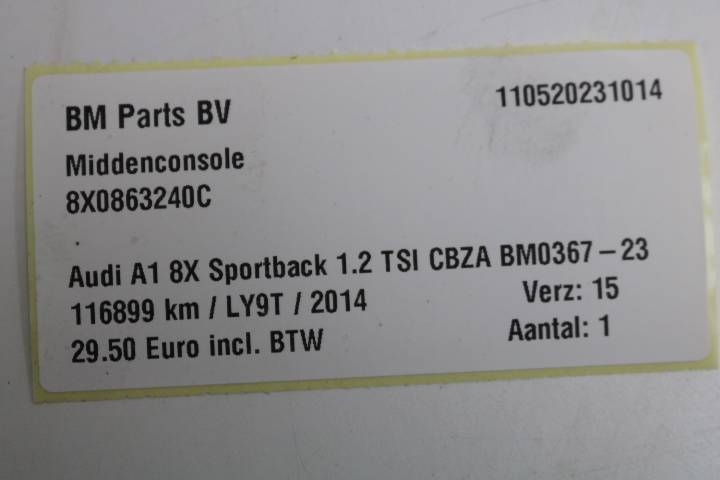 BM Parts BV 110520231014
Middenconsole
8X0863240C
Audi A1 8X Sportback 1.2 TSI CBZA BM0367-23
116899 km / LY9T / 2014 Verz: 15
29.50 Euro incl. BTW Aantal: 1